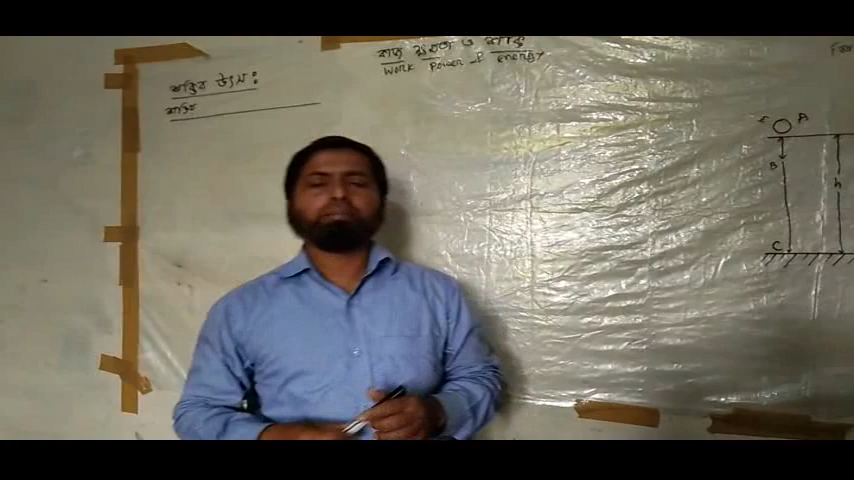 শক্তির উৎস :
শক্তির
কাজ ক্ষমতা ও শক্তি
Work Power & energy
A
B
h
C